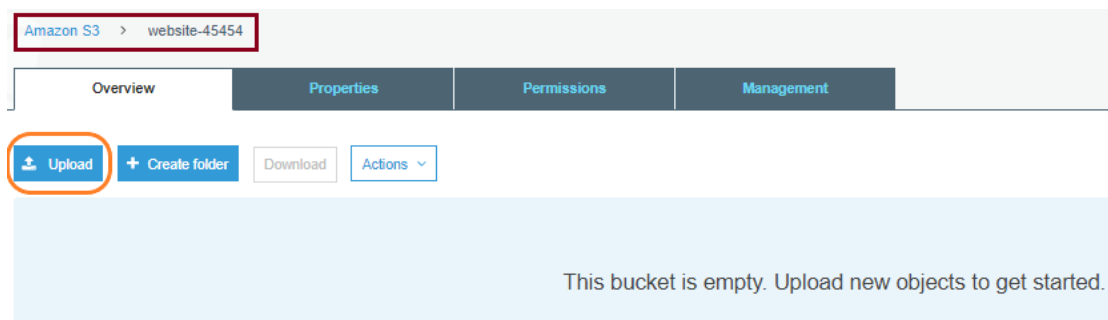 Amazon S3 > website-45454
Overview Properties Permissions Management
Upload + Create folder Download Actions
This bucket is empty. Upload new objects to get started.